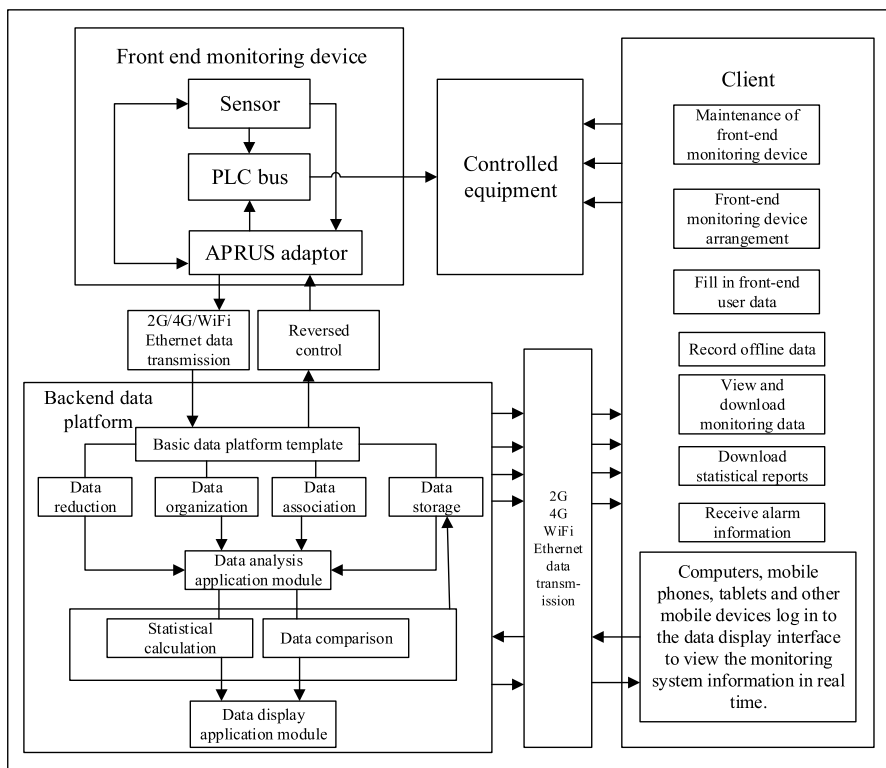 Front end monitoring device
Sensor
PLC bus
APRUS adaptor
Controlled
equipment
Client
Maintenance of
front-end
monitoring device
Front-end
monitoring device
arrangement
Fill in front-end
user data
Record offline data
View and
download
monitoring data
Download
statistical reports
Receive alarm
information
Computers, mobile
phones, tablets and other
mobile devices log in to
the data display interface
to view the monitoring
system information in real
time.
2G/4G/WiFi
Ethernet data
transmission
Reversed
control
Backend data
platform
Basic data platform template
Data
reduction
Data
organization
Data
association
Data
storage
Data analysis
application module
Statistical
calculation
Data comparison
Data display
application module
2G
4G
WiFi
Ethernet
data
transm-
ission